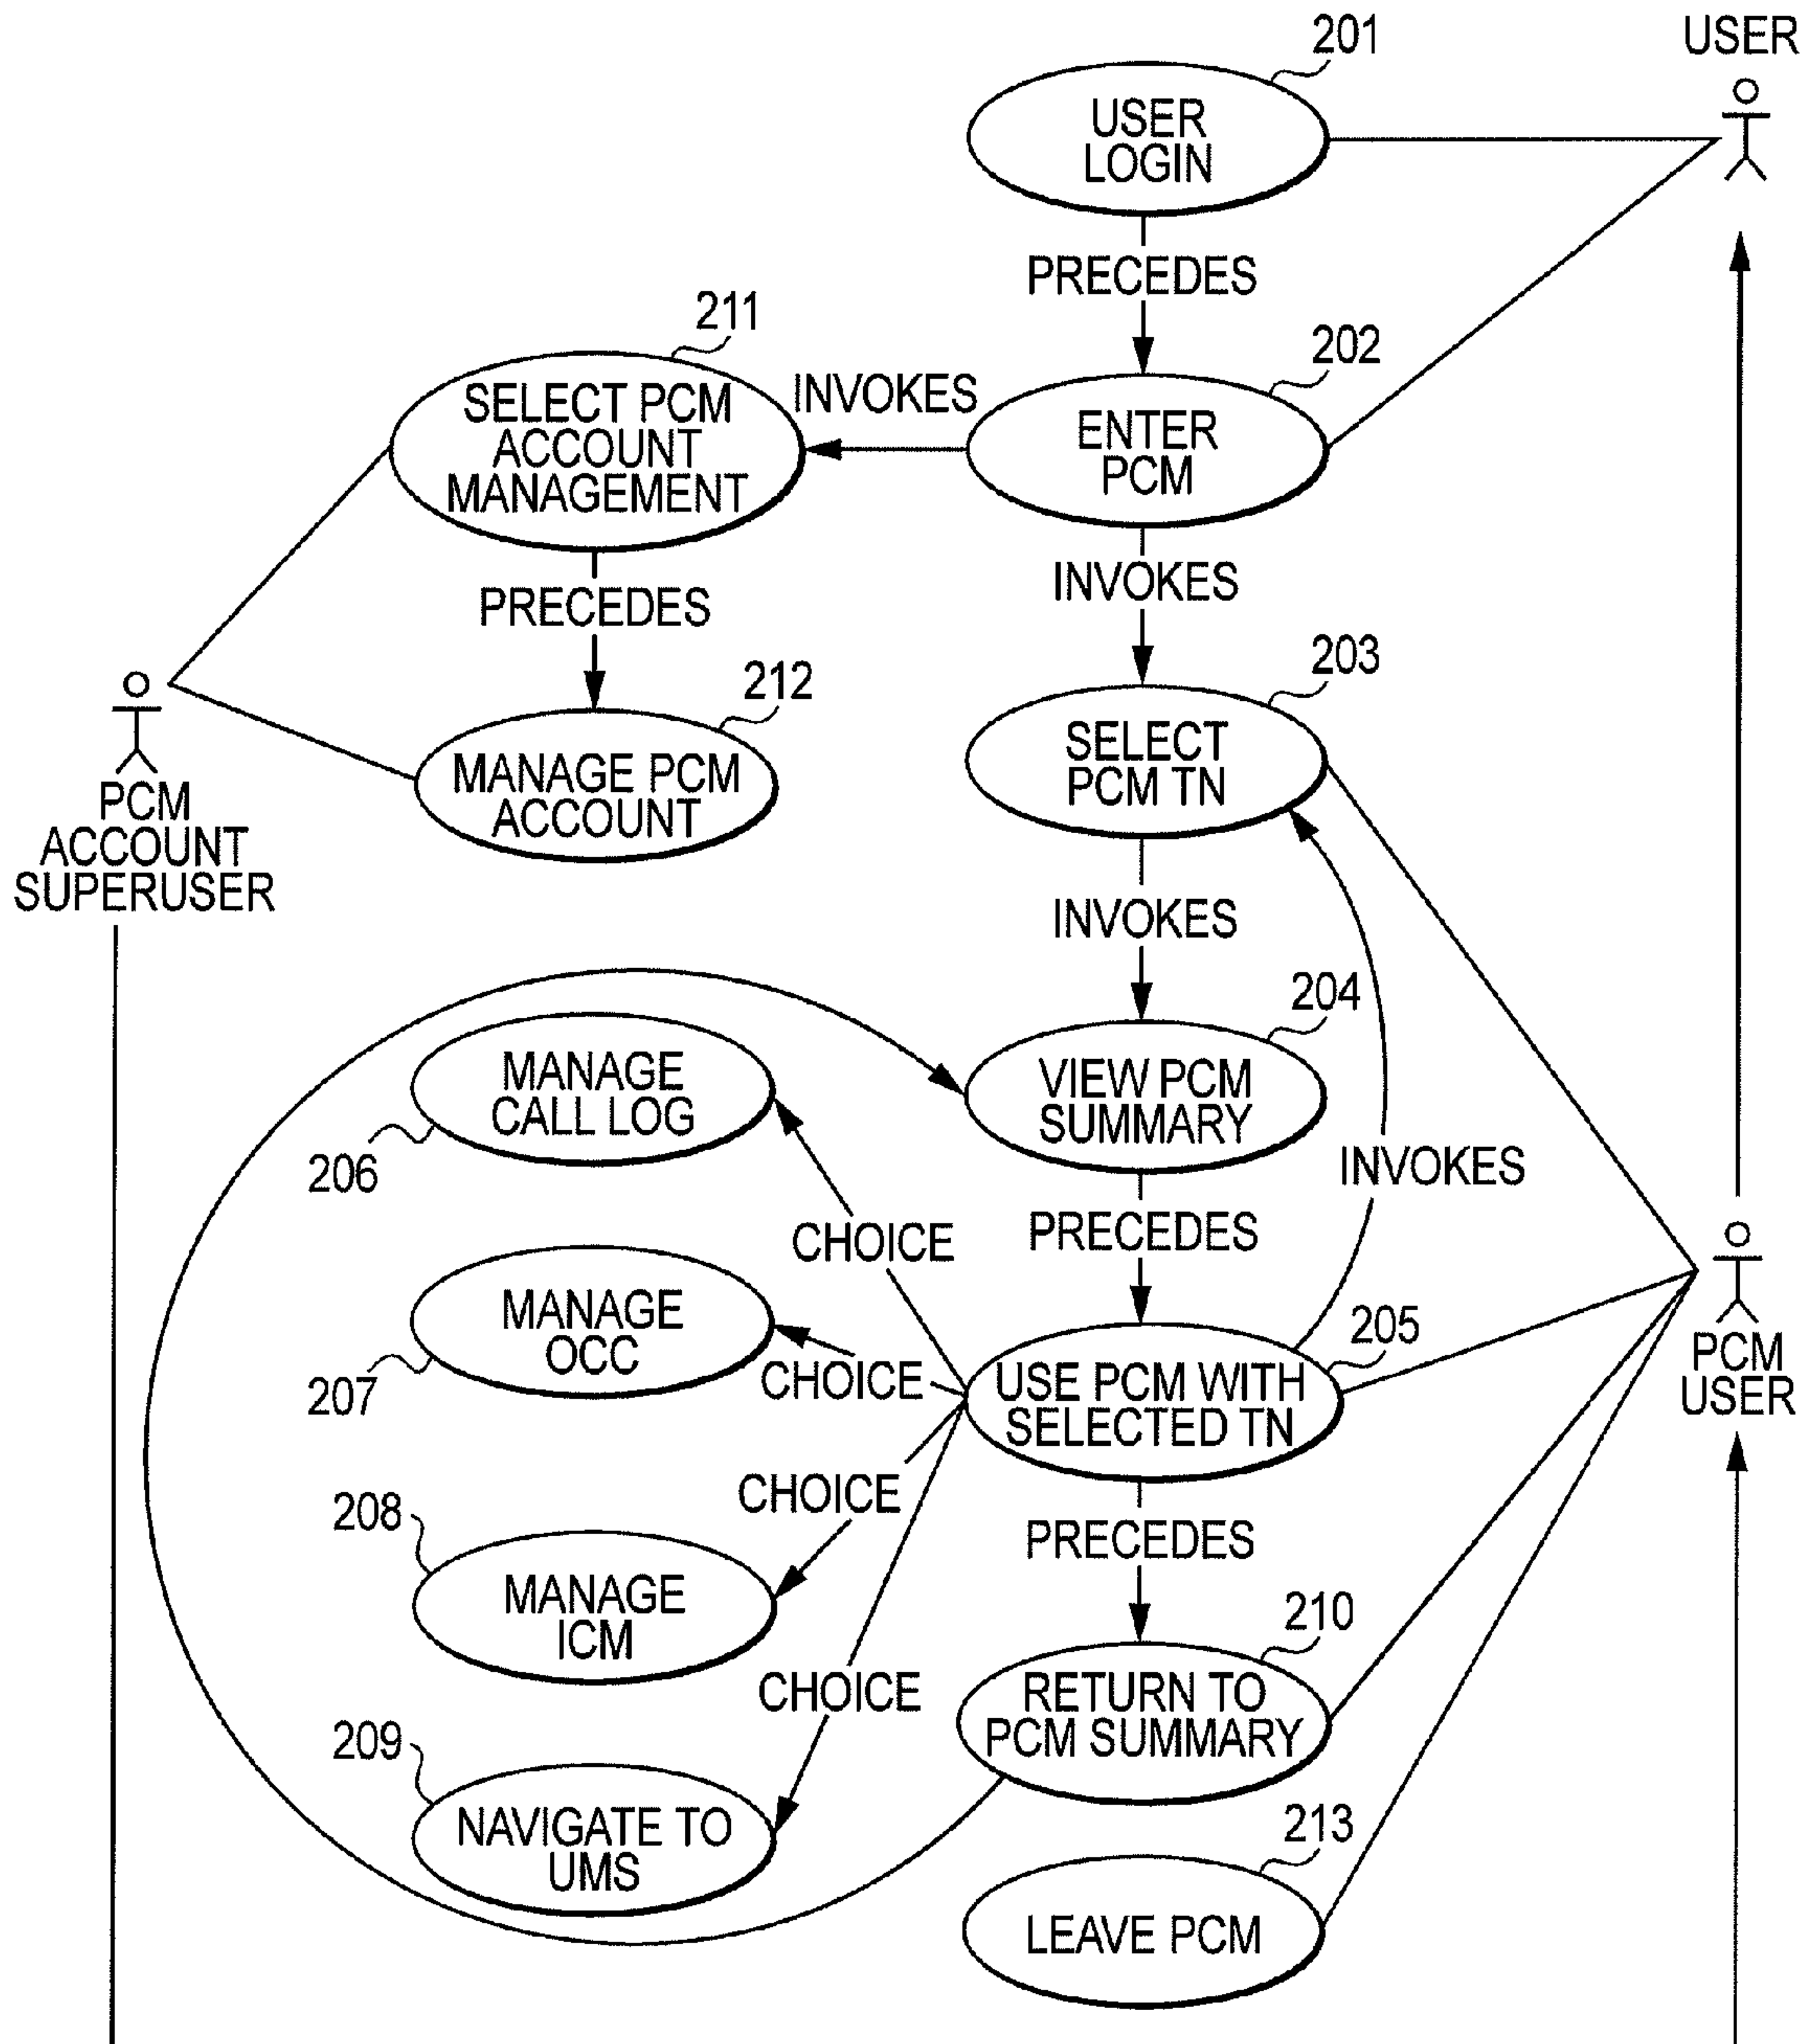 201
USER
USER
LOGIN
PRECEDES
211
202
INVOKES
SELECT PCM
ACCOUNT
MANAGEMENT
ENTER
PCM
PRECEDES
INVOKES
203
212
SELECT
PCM TN
MANAGE PCM
ACCOUNT
PCM
ACCOUNT
SUPERUSER
INVOKES
204
MANAGE
CALL LOG
VIEW PCM
SUMMARY
206
INVOKES
CHOICE
PRECEDES
MANAGE
OCC
205
PCM
USER
207
CHOICE
USE PCM WITH
SELECTED TN
CHOICE
208
PRECEDES
MANAGE
ICM
210
CHOICE
RETURN TO
PCM SUMMARY
209
NAVIGATE TO
UMS
213
LEAVE PCM